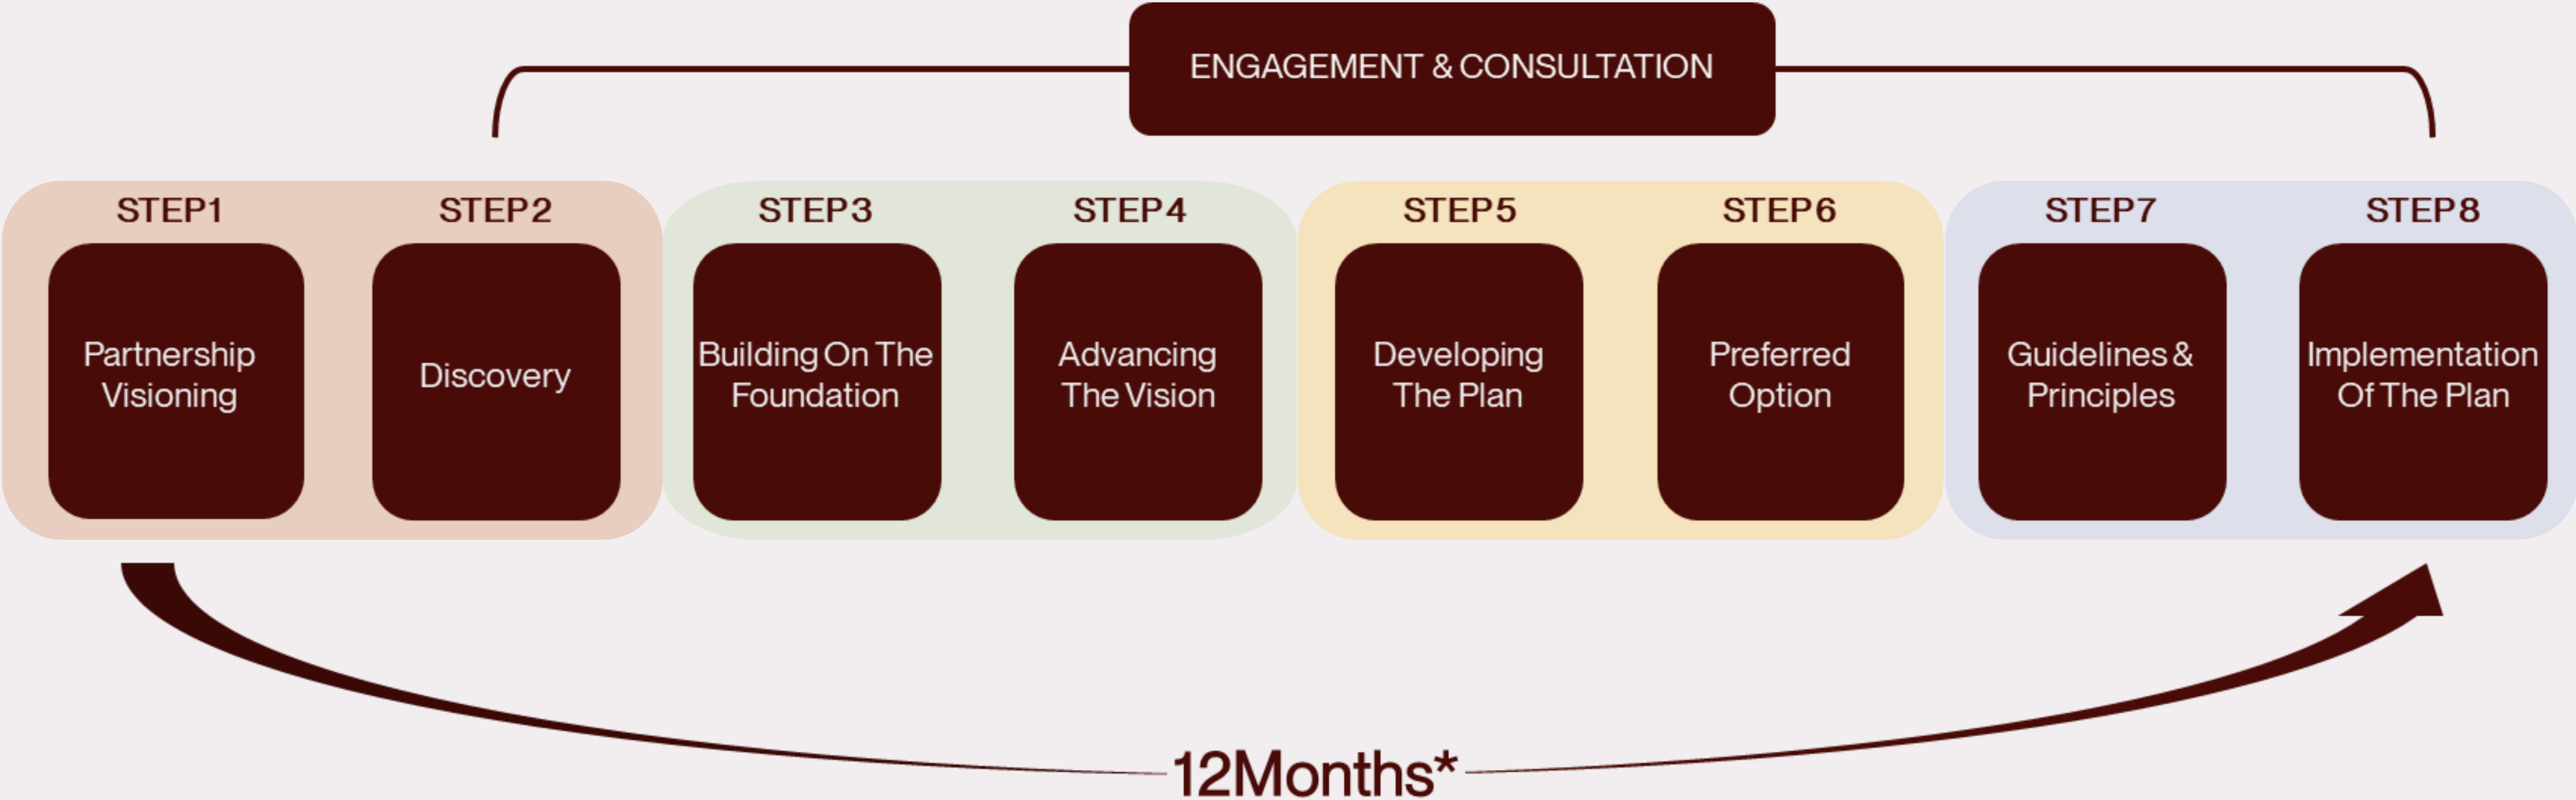 ENGAGEMENT & CONSULTATION
STEP1
Partnership
Visioning
STEP2
Discovery
STEP3
Building On The
Foundation
STEP4
Advancing
The Vision
STEP5
Developing
The Plan
STEP6
Preferred
Option
STEP7
Guidelines &
Principles
STEP8
Implementation
Of The Plan
12Months*